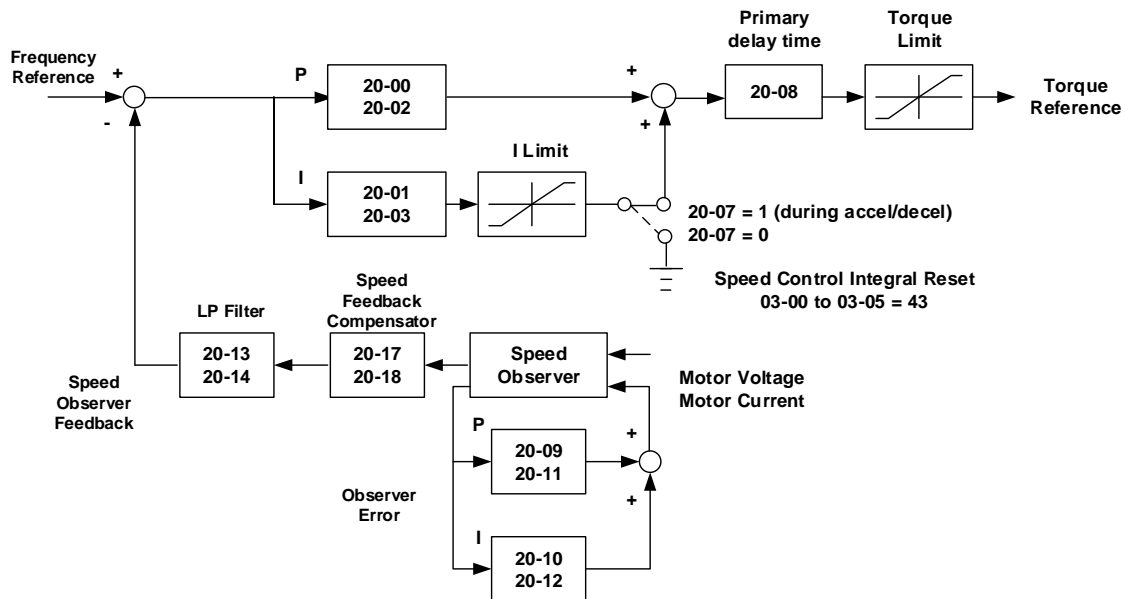 Frequency
Reference
+
-
P
20-00
20-02
+
+
Primary
delay time
20-08
Torque
Limit
Torque
Reference
I
20-01
20-03
I Limit
20-07 = 1 (during accel/decel)
20-07 = 0
Speed Control Integral Reset
03-00 to 03-05 = 43
LP Filter
20-13
20-14
Speed
Feedback
Compensator
20-17
20-18
Speed
Observer
Motor Voltage
Motor Current
Speed
Observer
Feedback
P
20-09
20-11
+
+
Observer
Error
I
20-10
20-12